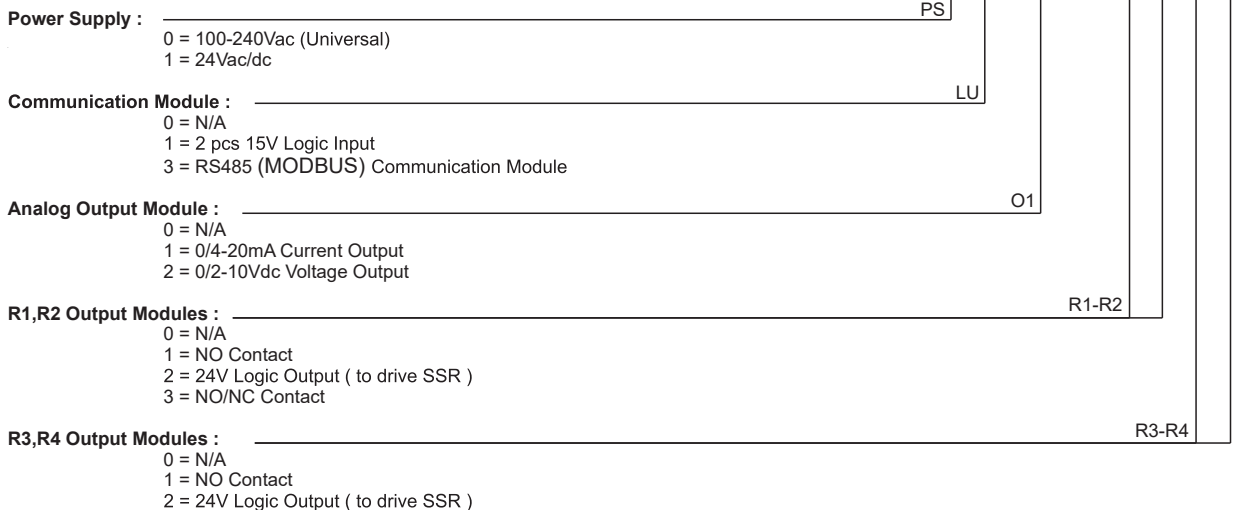 Power Supply : PS
0 = 100-240Vac (Universal)
1 = 24Vac/dc
Communication Module : LU
0 = N/A
1 = 2 pcs 15V Logic Input
3 = RS485 (MODBUS) Communication Module
Analog Output Module : O1
0 = N/A
1 = 0/4-20mA Current Output
2 = 0/2-10Vdc Voltage Output
R1,R2 Output Modules : R1-R2
0 = N/A
1 = NO Contact
2 = 24V Logic Output ( to drive SSR )
3 = NO/NC Contact
R3,R4 Output Modules : R3-R4
0 = N/A
1 = NO Contact
2 = 24V Logic Output ( to drive SSR )